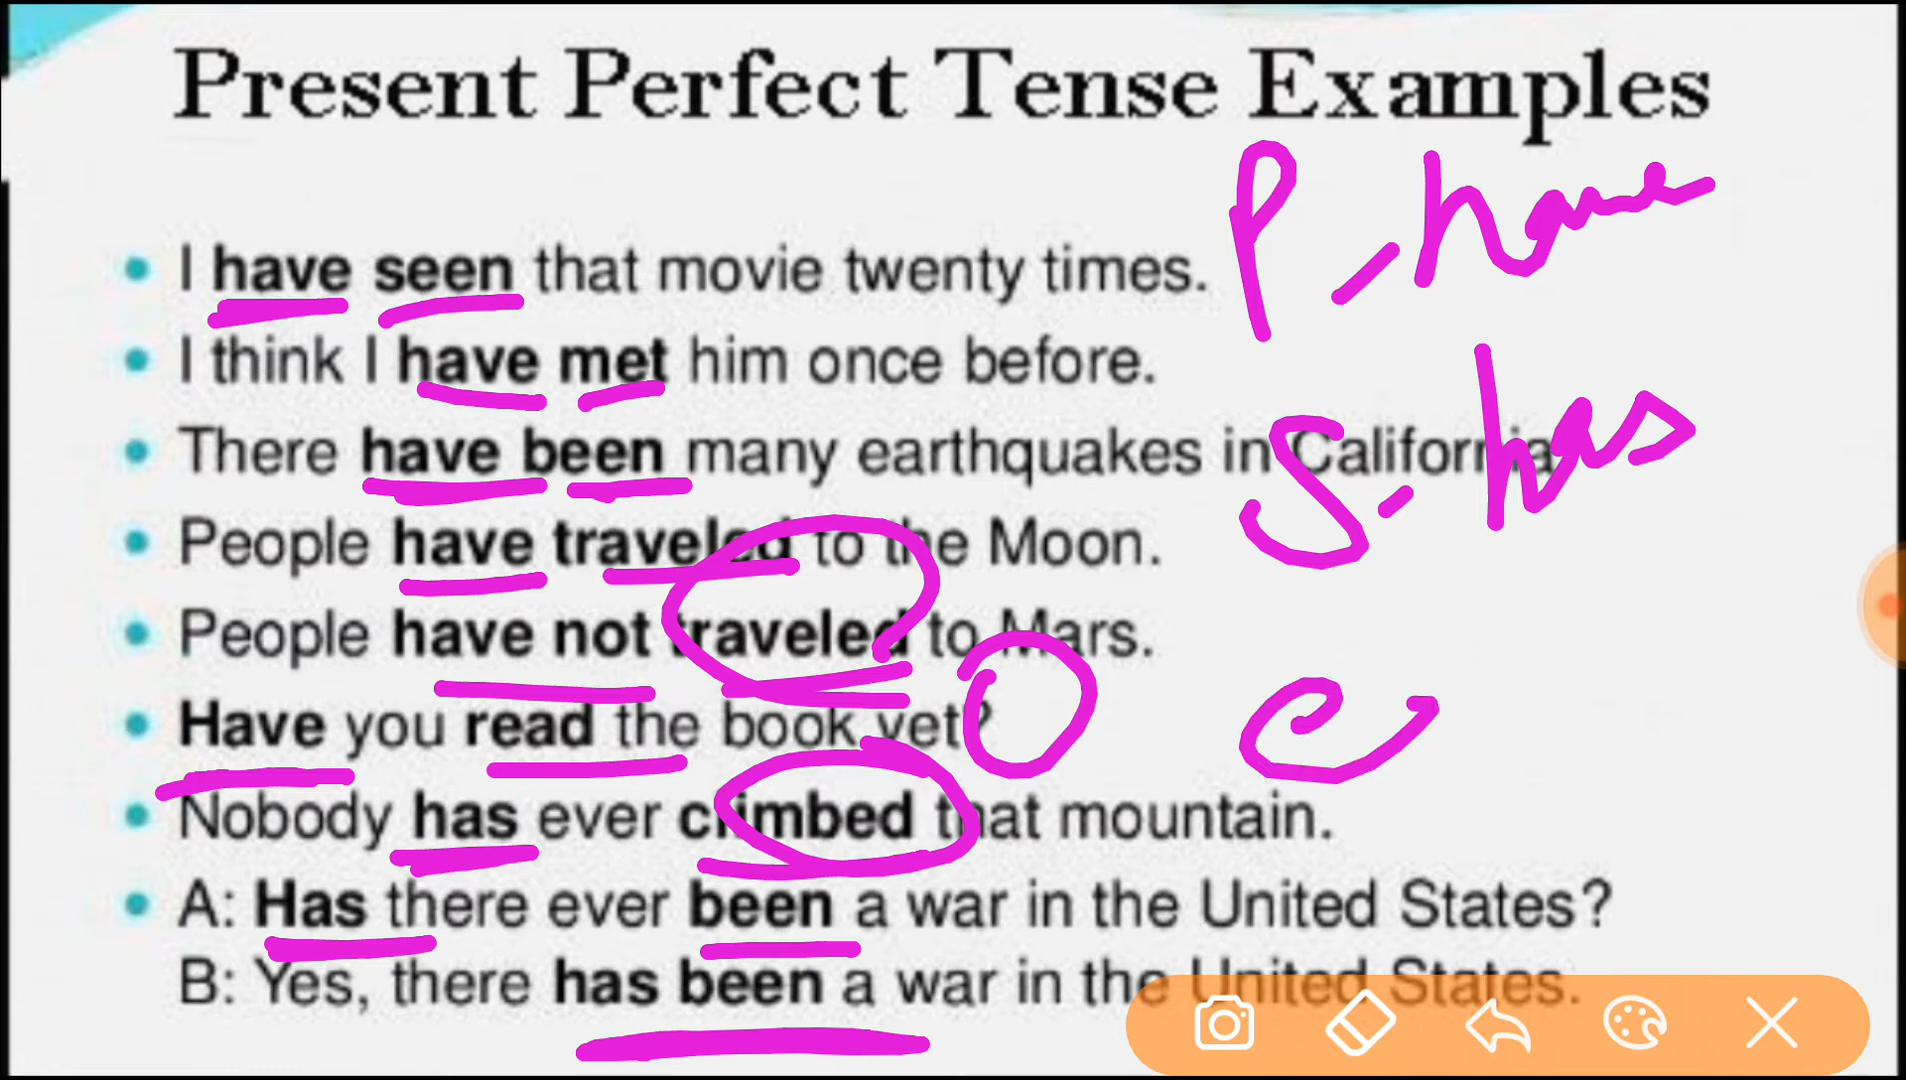 Present Perfect Tense Examples
P - have
• I have seen that movie twenty times.
• I think I have met him once before.
S - has
• There have been many earthquakes in California
• People have traveled to the Moon.
• People have not traveled to Mars.
• Have you read the book yet?
• Nobody has ever climbed that mountain.
• A: Has there ever been a war in the United States?
B: Yes, there has been a war in the United States.